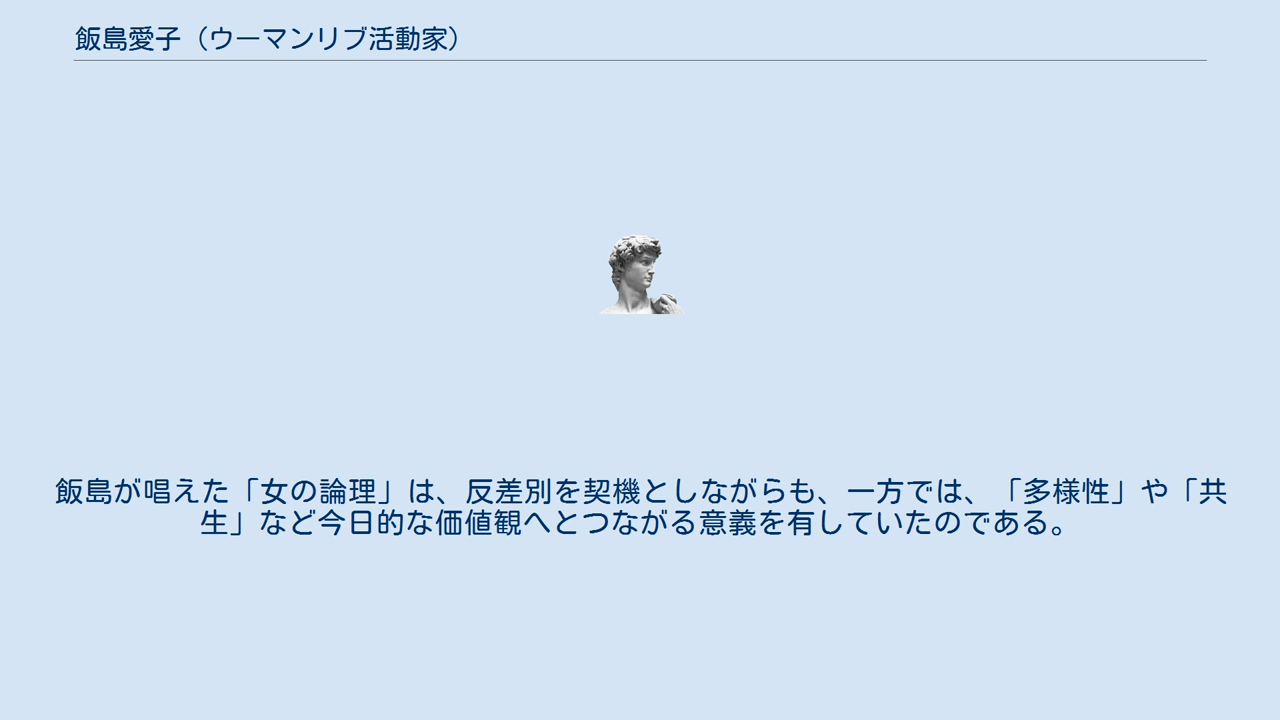 飯島愛子（ウーマンリブ活動家）
飯島が唱えた「女の論理」は、反差別を契機としながらも、一方では、「多様性」や「共
生」など今日的な価値観へとつながる意義を有していたのである。